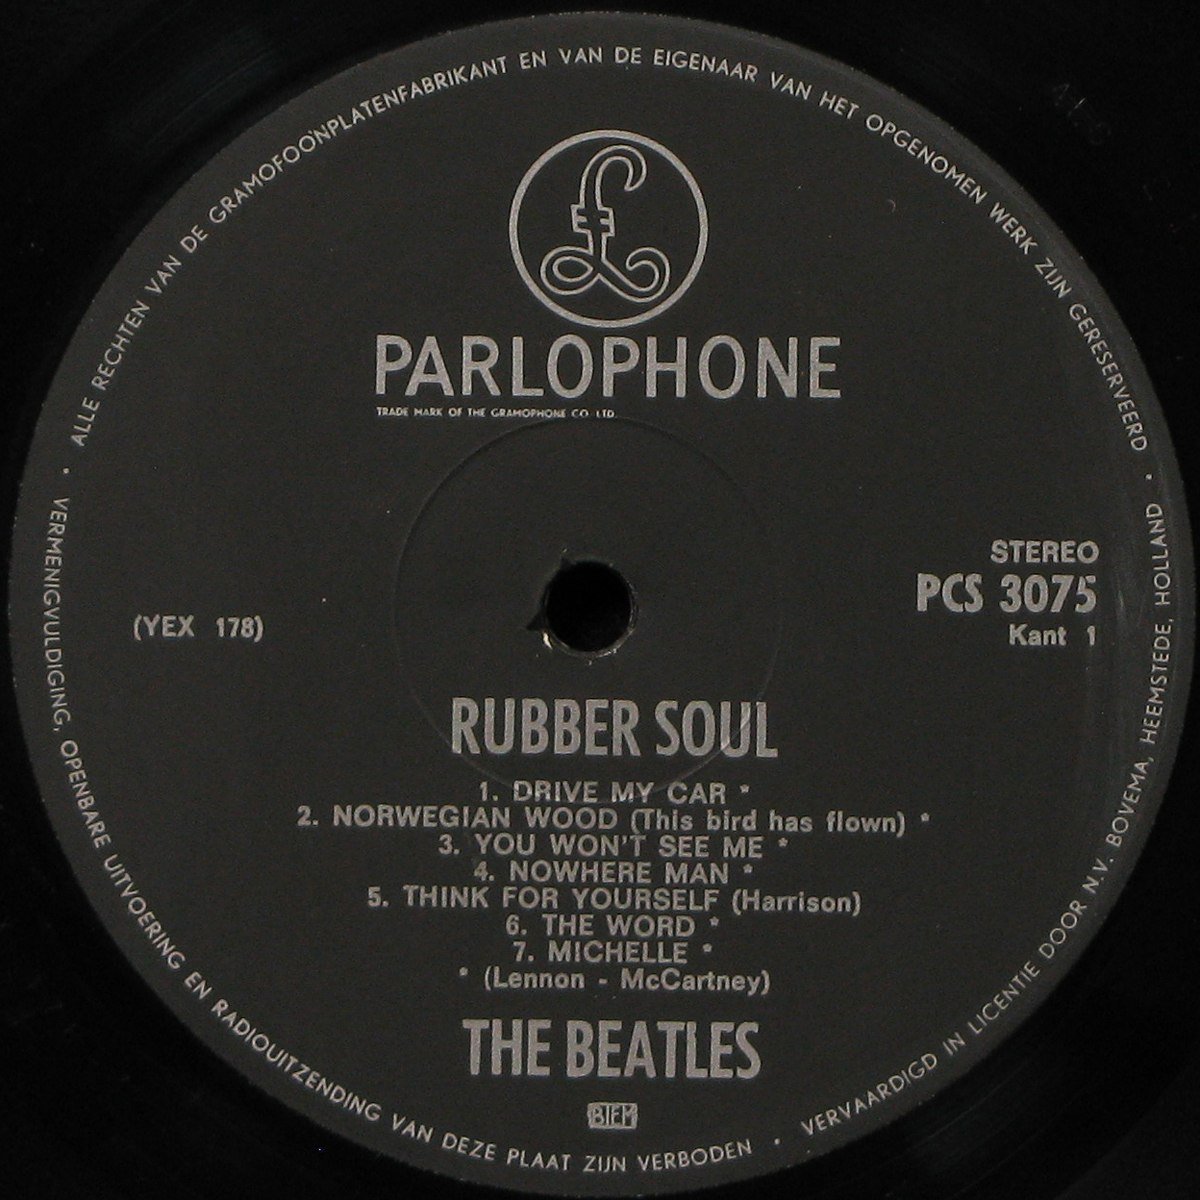 ALLE RECHTEN VAN DE GRAMOFOONPLATENFABRIKANT EN VAN DE EIGENAAR VAN HET OPGENOMEN WERK ZIJN GERESERVEERD •
VERMENIGVULDIGING, OPENBARE UITVOERING EN RADIOUITZENDING VAN DEZE PLAAT ZIJN VERBODEN •
VERVAARDIGD IN LICENTIE DOOR N.V. BOVEMA, HEEMSTEDE, HOLLAND •
£
PARLOPHONE
TRADE MARK OF THE GRAMOPHONE CO. LTD.
STEREO
PCS 3075
Kant 1
(YEX 178)
RUBBER SOUL
1. DRIVE MY CAR *
2. NORWEGIAN WOOD (This bird has flown) *
3. YOU WON'T SEE ME *
4. NOWHERE MAN *
5. THINK FOR YOURSELF (Harrison)
6. THE WORD *
7. MICHELLE *
* (Lennon - McCartney)
THE BEATLES
BIEM